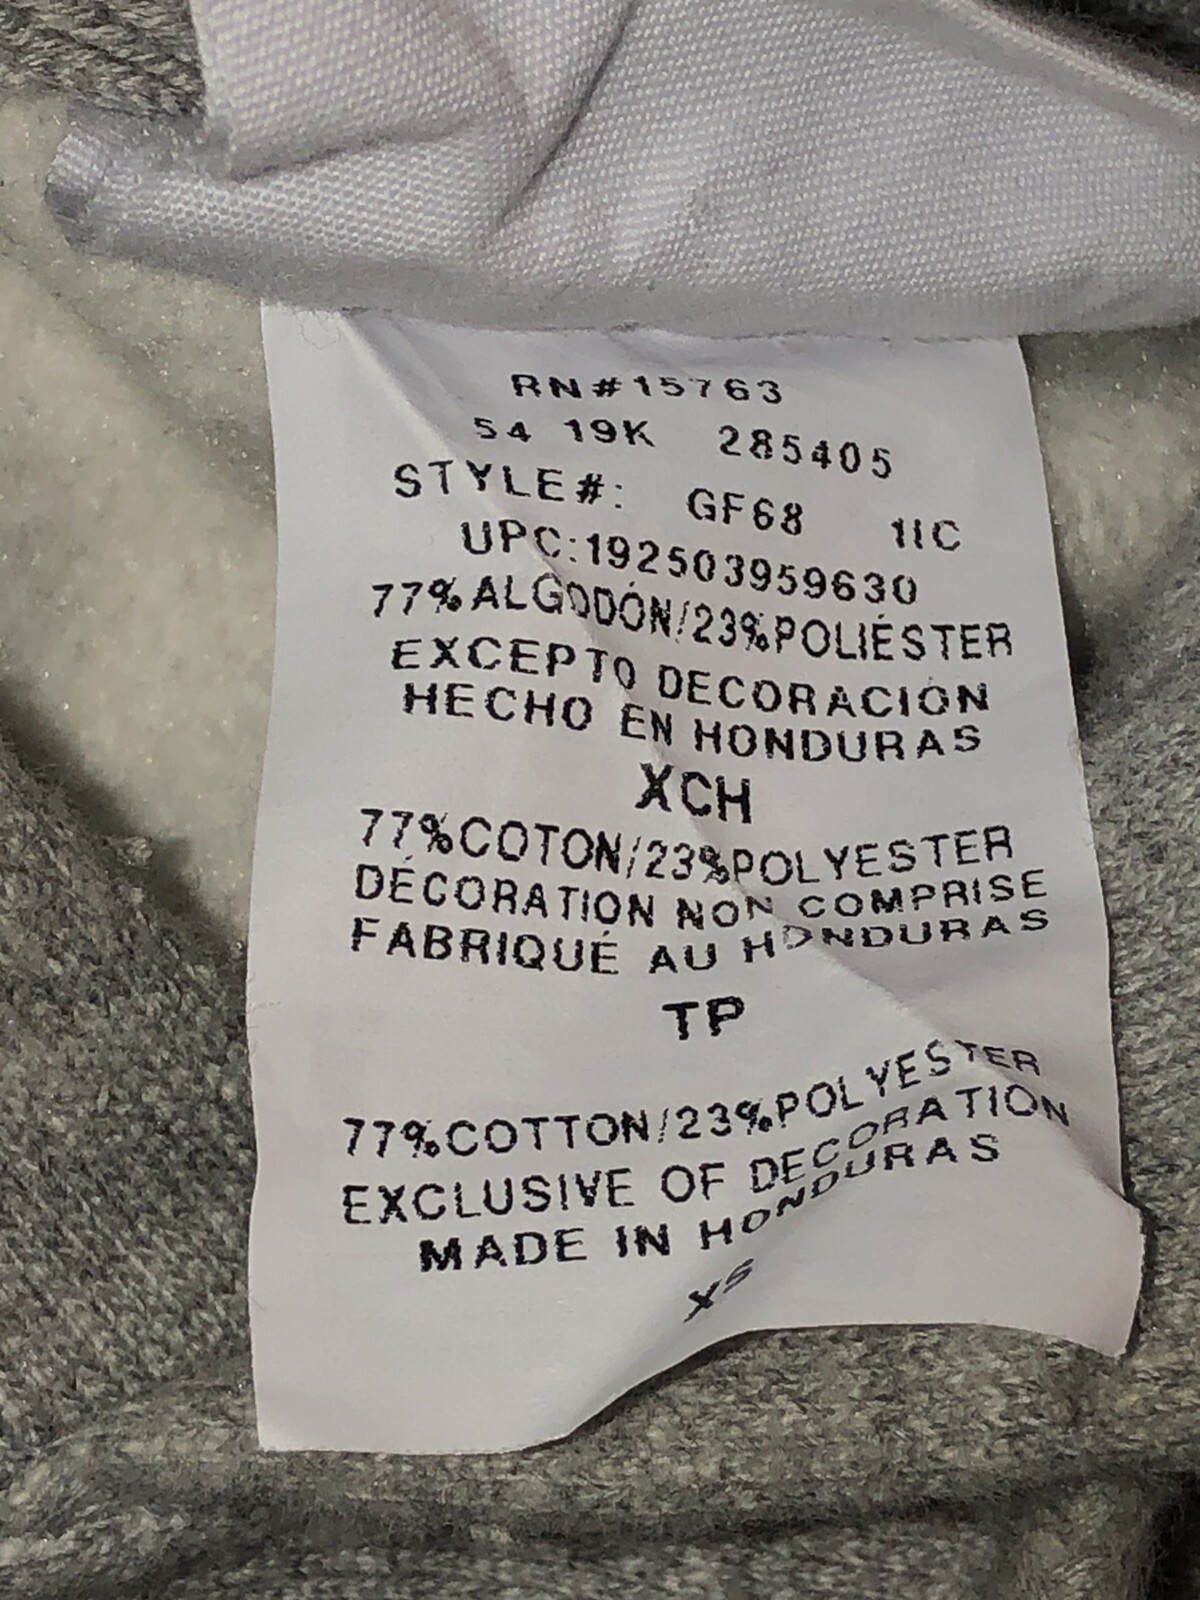 RN#15763
54 19K 285405
STYLE#: GF68 1IC
UPC:192503959630
77%ALGODÓN/23%POLIÉSTER
EXCEPTO DECORACIÓN
HECHO EN HONDURAS
XCH
77%COTON/23%POLYESTER
DÉCORATION NON COMPRISE
FABRIQUÉ AU HONDURAS
TP
77%COTTON/23%POLYESTER
EXCLUSIVE OF DECORATION
MADE IN HONDURAS
XS